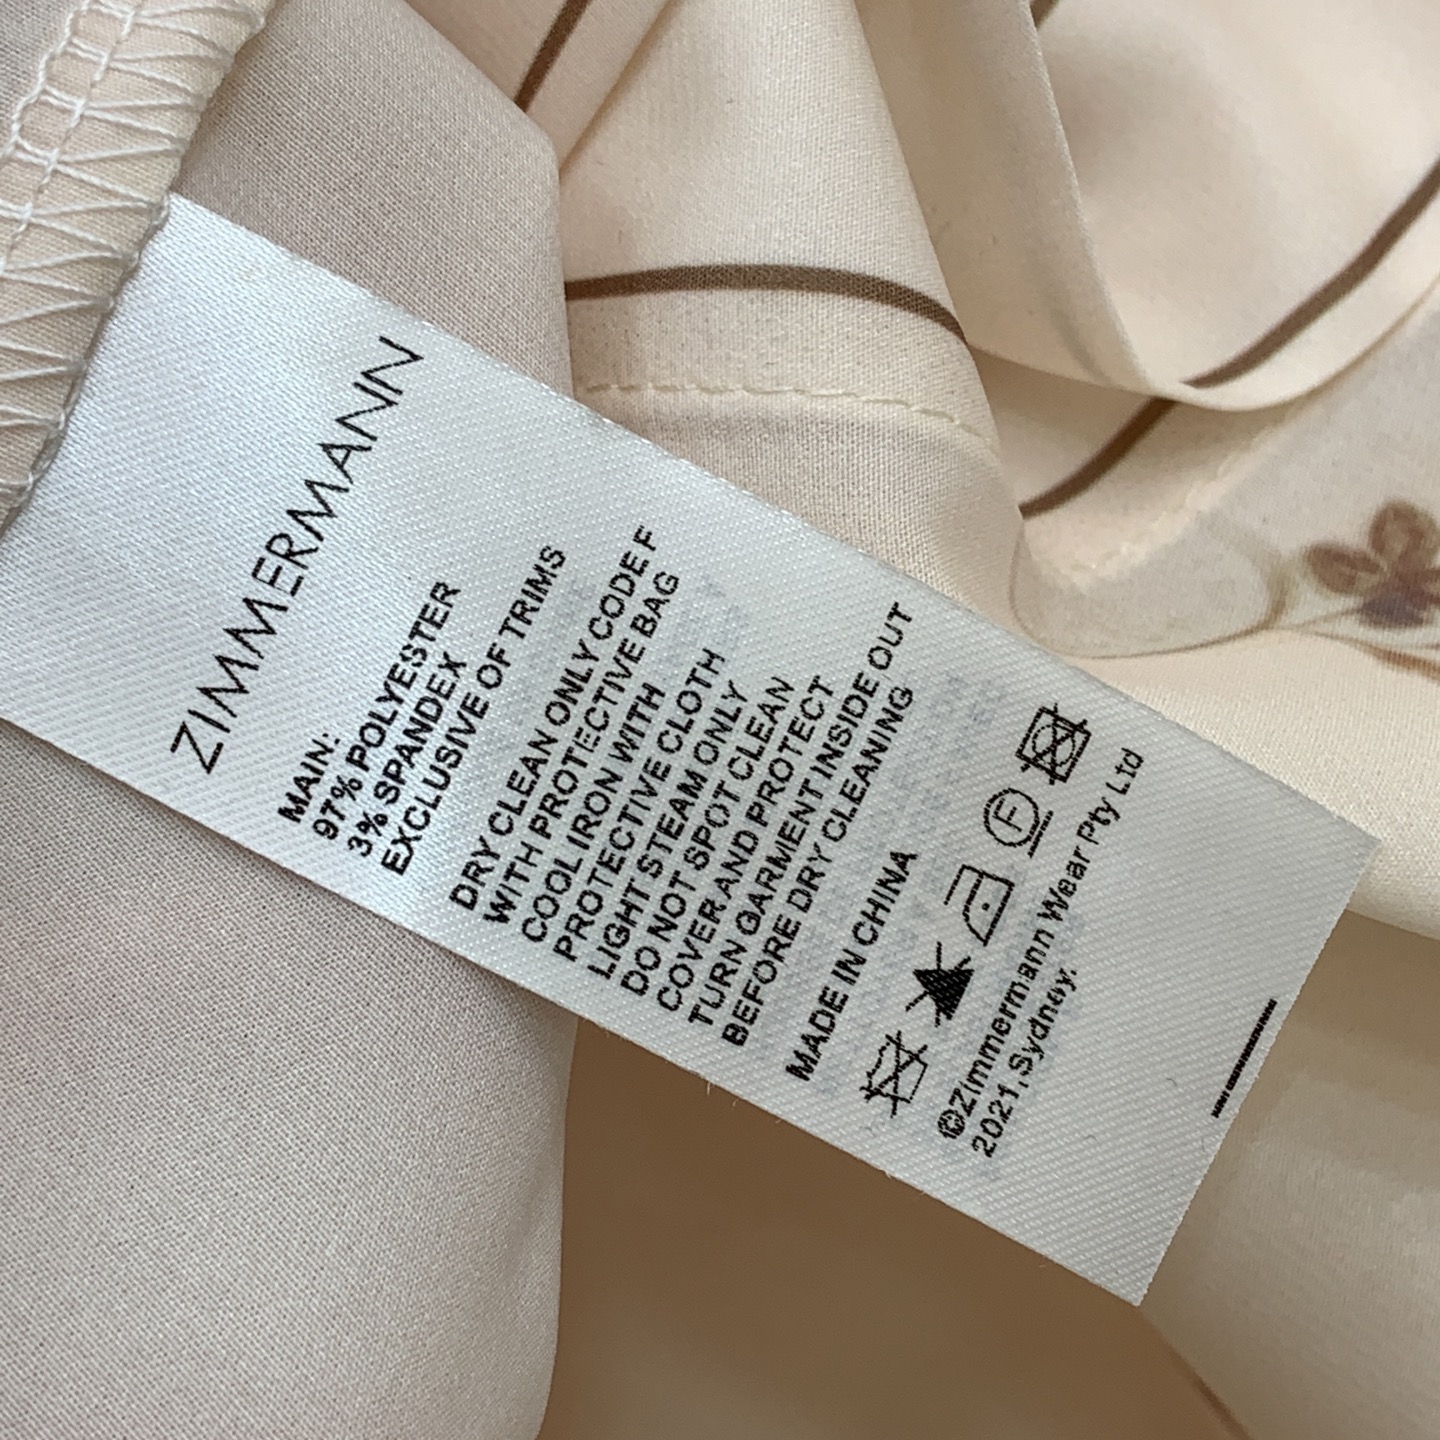 ZIMMERMANN
MAIN:
97% POLYESTER
3% SPANDEX
EXCLUSIVE OF TRIMS
DRY CLEAN ONLY CODE F
WITH PROTECTIVE BAG
COOL IRON WITH
PROTECTIVE CLOTH
LIGHT STEAM ONLY
DO NOT SPOT CLEAN
COVER AND PROTECT
TURN GARMENT INSIDE OUT
BEFORE DRY CLEANING
MADE IN CHINA
F
©Zimmermann Wear Pty Ltd
2021,Sydney.